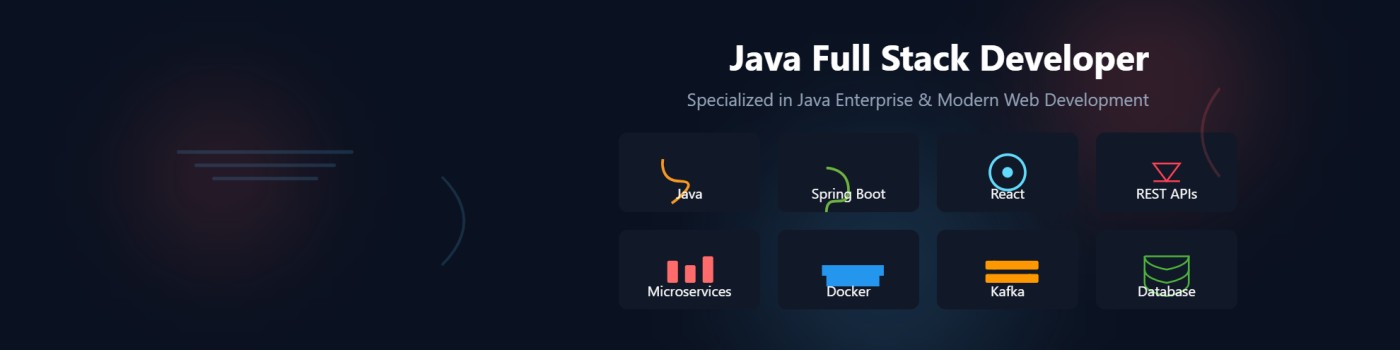 Java Full Stack Developer
Specialized in Java Enterprise & Modern Web Development
Java
Spring Boot
React
REST APIs
Microservices
Docker
Kafka
Database